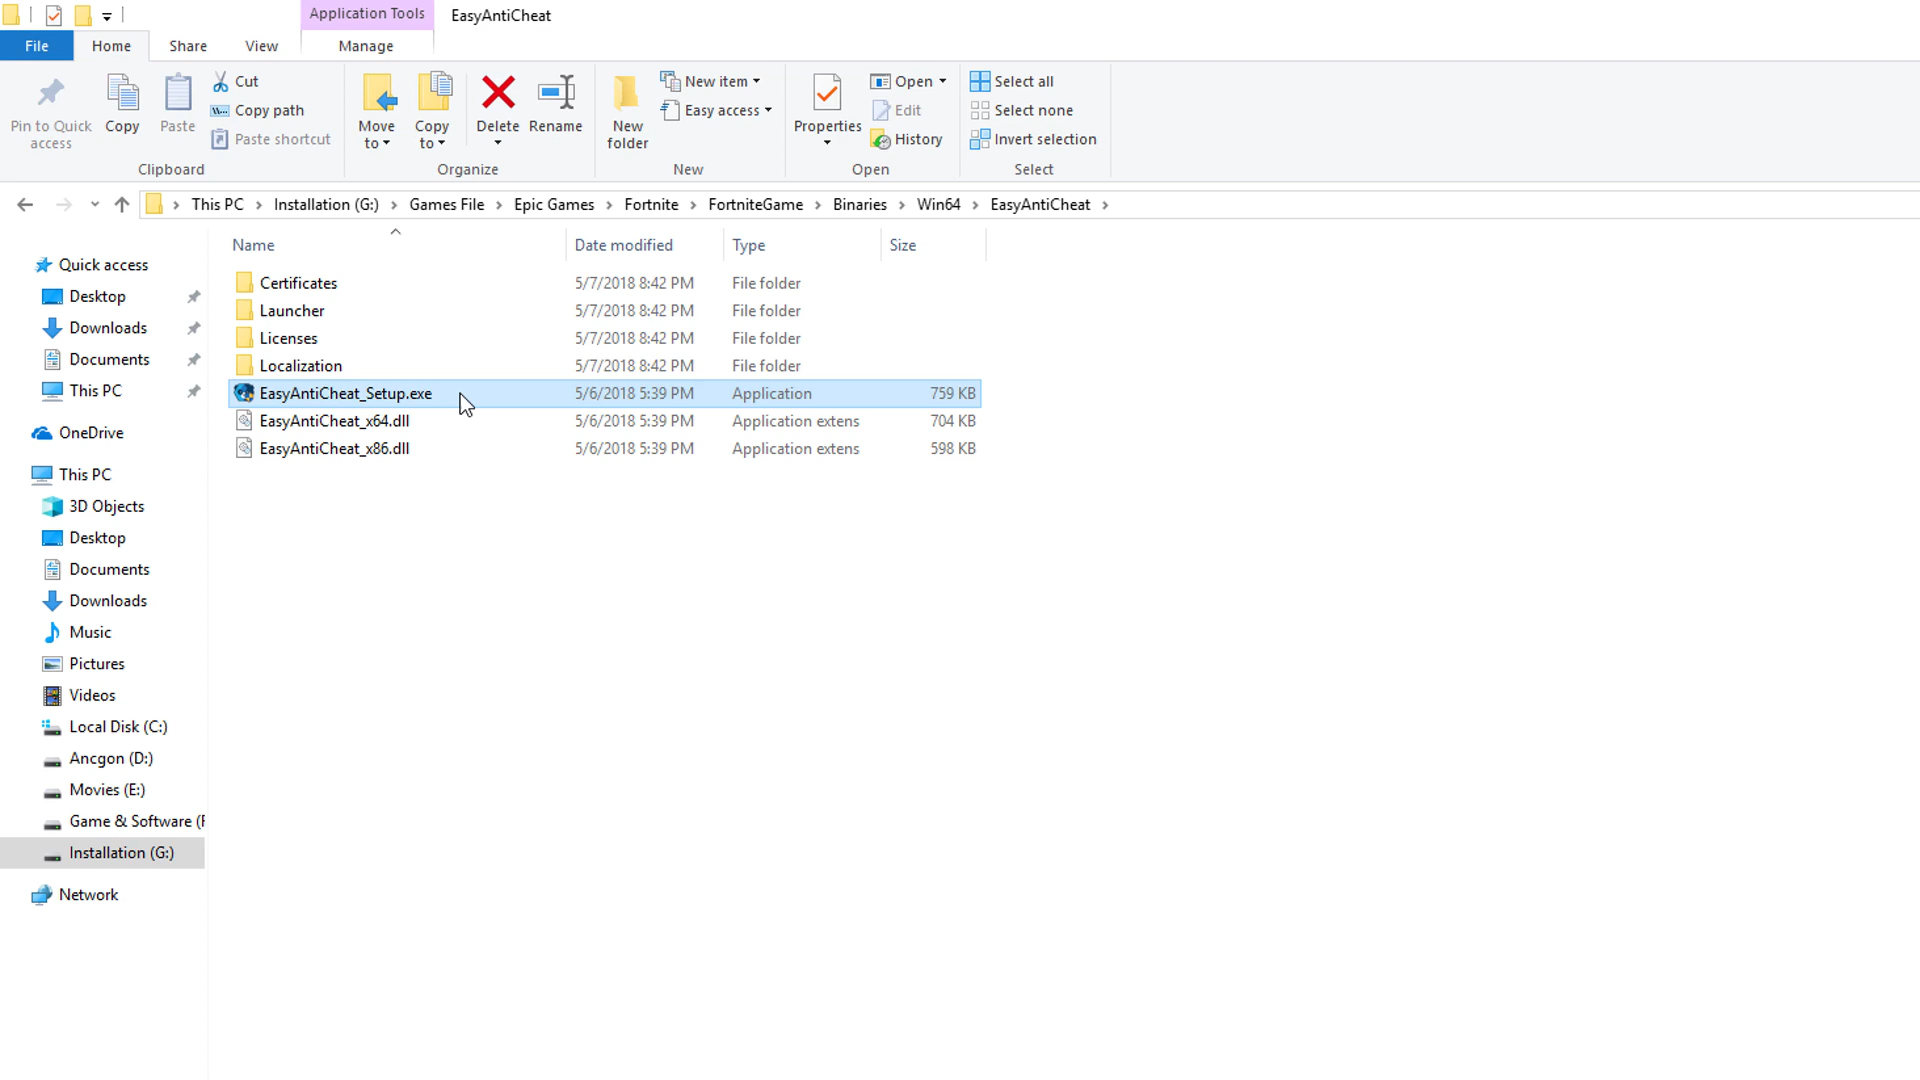 Application Tools
EasyAntiCheat
File
Home
Share
View
Manage
Pin to Quick access
Copy
Paste
Cut
Copy path
Paste shortcut
Clipboard
Move to
Copy to
Delete
Rename
Organize
New folder
New item
Easy access
New
Properties
Open
Edit
History
Open
Select all
Select none
Invert selection
Select
This PC > Installation (G:) > Games File > Epic Games > Fortnite > FortniteGame > Binaries > Win64 > EasyAntiCheat >
Name Date modified Type Size
Certificates 5/7/2018 8:42 PM File folder
Launcher 5/7/2018 8:42 PM File folder
Licenses 5/7/2018 8:42 PM File folder
Localization 5/7/2018 8:42 PM File folder
EasyAntiCheat_Setup.exe 5/6/2018 5:39 PM Application 759 KB
EasyAntiCheat_x64.dll 5/6/2018 5:39 PM Application extens 704 KB
EasyAntiCheat_x86.dll 5/6/2018 5:39 PM Application extens 598 KB
Quick access
Desktop
Downloads
Documents
This PC
OneDrive
This PC
3D Objects
Desktop
Documents
Downloads
Music
Pictures
Videos
Local Disk (C:)
Ancgon (D:)
Movies (E:)
Game & Software (F
Installation (G:)
Network